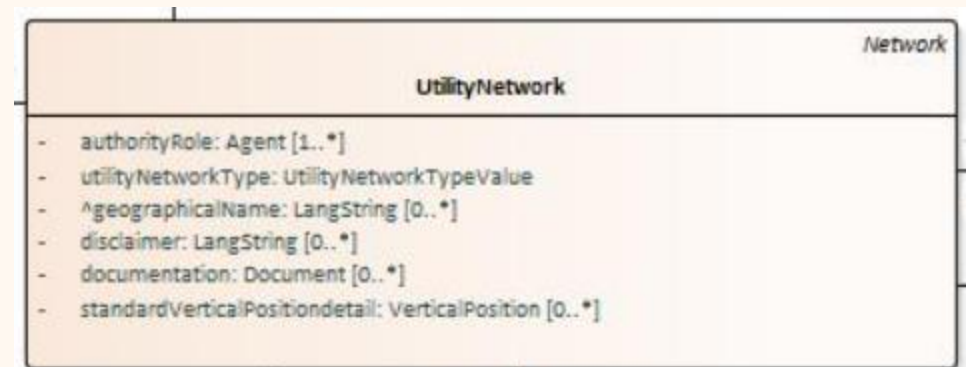 Network
UtilityNetwork
- authorityRole: Agent [1..*]
- utilityNetworkType: UtilityNetworkTypeValue
- ^geographicalName: LangString [0..*]
- disclaimer: LangString [0..*]
- documentation: Document [0..*]
- standardVerticalPositiondetail: VerticalPosition [0..*]